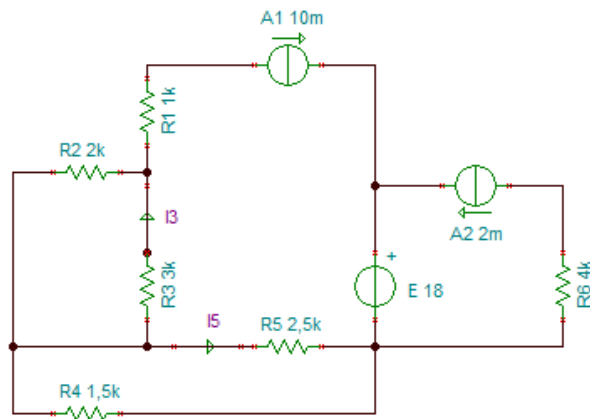 A1 10m
R1 1k
R2 2k
A2 2m
I3
+
R3 3k
E 18
R6 4k
I5
R5 2,5k
R4 1,5k